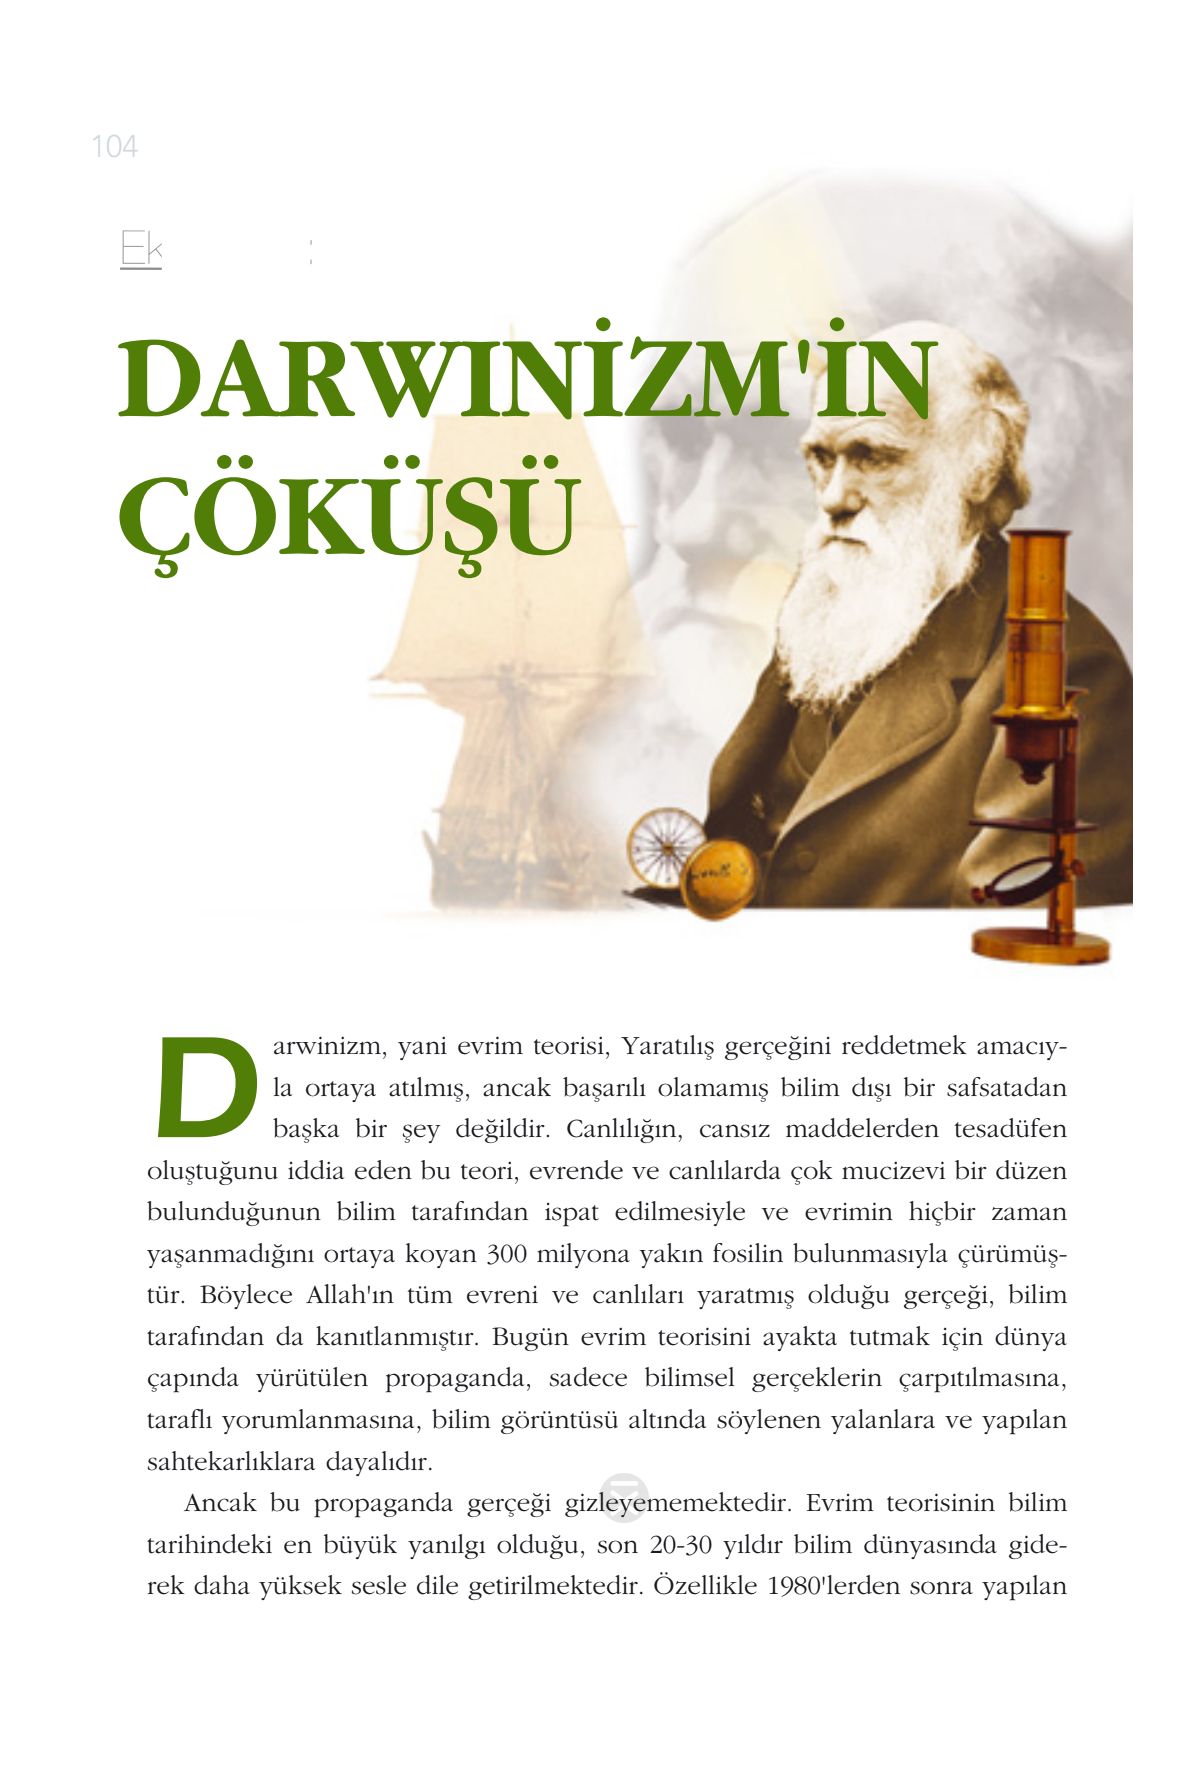 104
Ek :
DARWINİZM'İN
ÇÖKÜŞÜ
Darwinizm, yani evrim teorisi, Yaratılış gerçeğini reddetmek amacıy-
la ortaya atılmış, ancak başarılı olamamış bilim dışı bir safsatadan
başka bir şey değildir. Canlılığın, cansız maddelerden tesadüfen
oluştuğunu iddia eden bu teori, evrende ve canlılarda çok mucizevi bir düzen
bulunduğunun bilim tarafından ispat edilmesiyle ve evrimin hiçbir zaman
yaşanmadığını ortaya koyan 300 milyona yakın fosilin bulunmasıyla çürümüş-
tür. Böylece Allah'ın tüm evreni ve canlıları yaratmış olduğu gerçeği, bilim
tarafından da kanıtlanmıştır. Bugün evrim teorisini ayakta tutmak için dünya
çapında yürütülen propaganda, sadece bilimsel gerçeklerin çarpıtılmasına,
taraflı yorumlanmasına, bilim görüntüsü altında söylenen yalanlara ve yapılan
sahtekarlıklara dayalıdır.
Ancak bu propaganda gerçeği gizleyememektedir. Evrim teorisinin bilim
tarihindeki en büyük yanılgı olduğu, son 20-30 yıldır bilim dünyasında gide-
rek daha yüksek sesle dile getirilmektedir. Özellikle 1980'lerden sonra yapılan